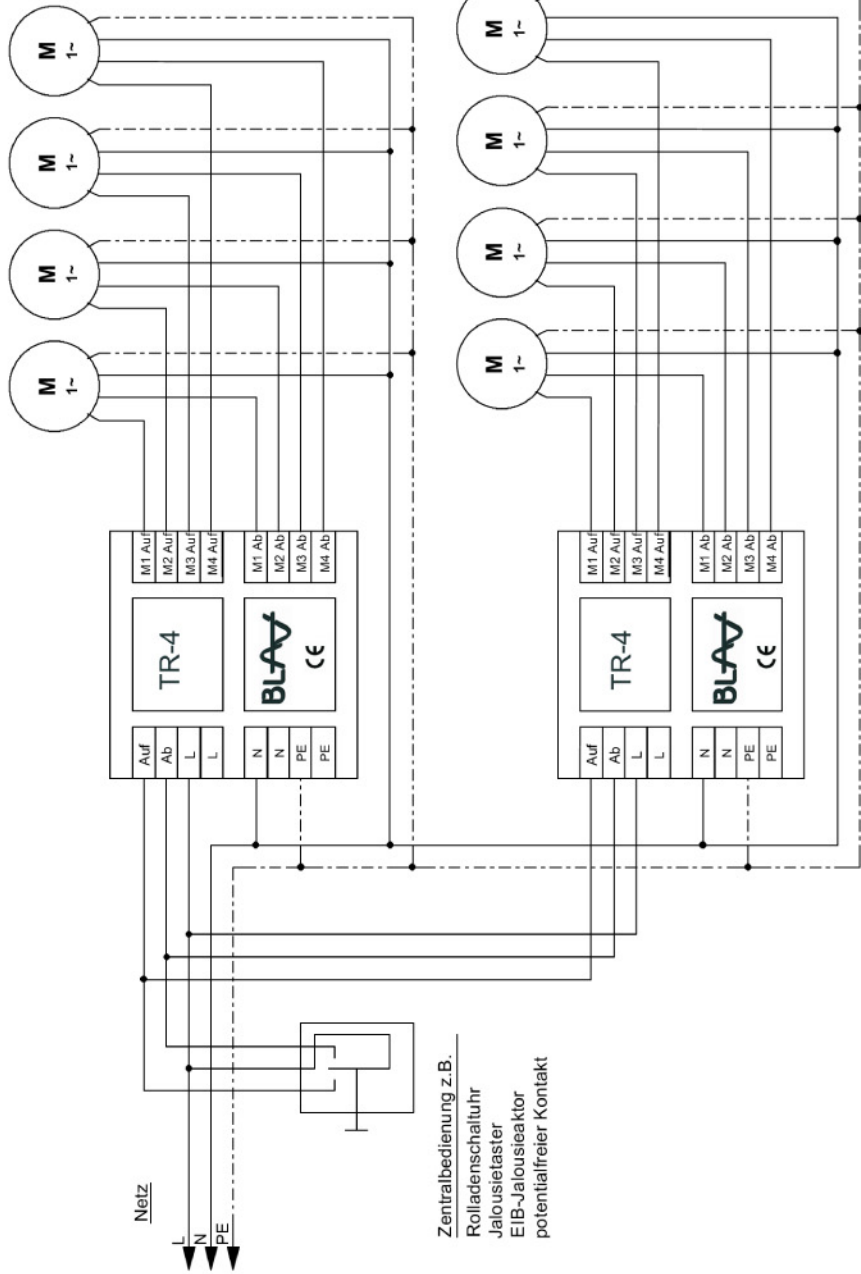 M
1~
M
1~
M
1~
M
1~
M
1~
M
1~
M
1~
M
1~
M1 Auf
M2 Auf
M3 Auf
M4 Auf
M1 Ab
M2 Ab
M3 Ab
M4 Ab
TR-4
BLAU
CE
Auf
Ab
L
L
N
N
PE
PE
M1 Auf
M2 Auf
M3 Auf
M4 Auf
M1 Ab
M2 Ab
M3 Ab
M4 Ab
TR-4
BLAU
CE
Auf
Ab
L
L
N
N
PE
PE
Netz
L
N
PE
Zentralbedienung z.B.
Rolladenschaltuhr
Jalousietaster
EIB-Jalousieaktor
potentialfreier Kontakt